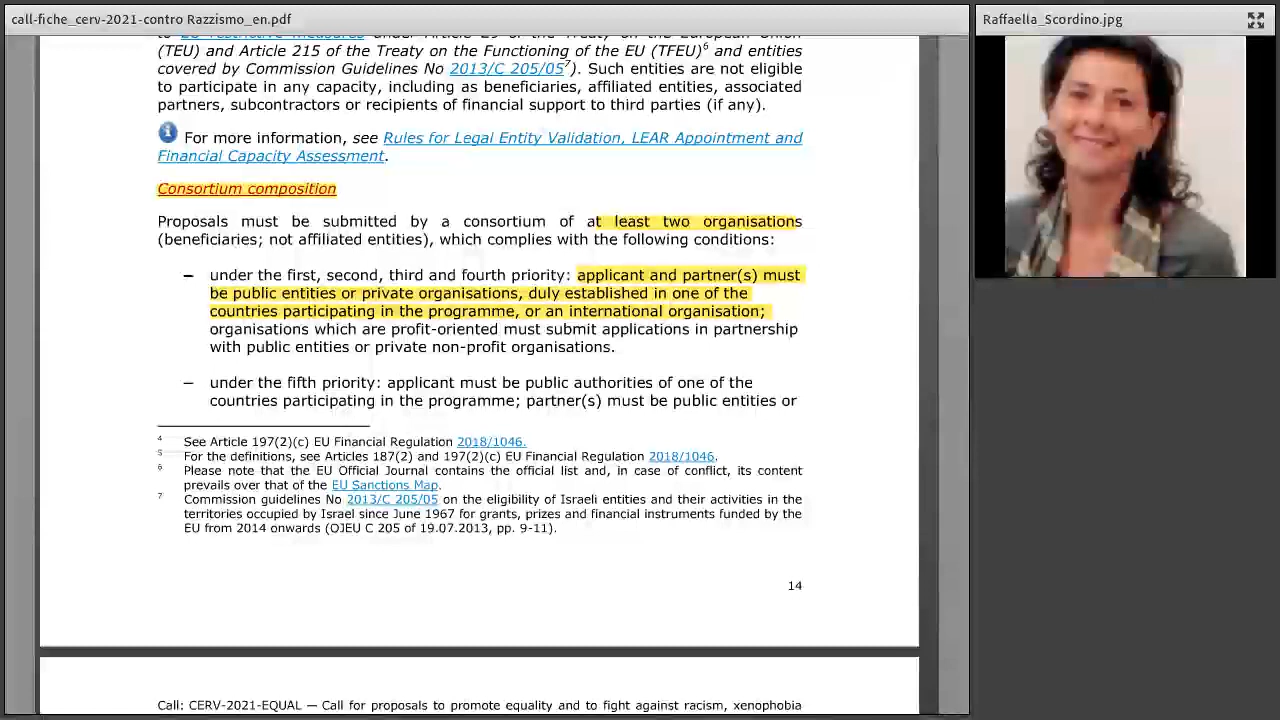 call-fiche_cerv-2021-contro Razzismo_en.pdf
Raffaella_Scordino.jpg
to EU restrictive measures under Article 29 of the Treaty on the European Union
(TEU) and Article 215 of the Treaty on the Functioning of the EU (TFEU)6 and entities
covered by Commission Guidelines No 2013/C 205/057). Such entities are not eligible
to participate in any capacity, including as beneficiaries, affiliated entities, associated
partners, subcontractors or recipients of financial support to third parties (if any).
For more information, see Rules for Legal Entity Validation, LEAR Appointment and
Financial Capacity Assessment.
Consortium composition
Proposals must be submitted by a consortium of at least two organisations
(beneficiaries; not affiliated entities), which complies with the following conditions:
− under the first, second, third and fourth priority: applicant and partner(s) must
be public entities or private organisations, duly established in one of the
countries participating in the programme, or an international organisation;
organisations which are profit-oriented must submit applications in partnership
with public entities or private non-profit organisations.
− under the fifth priority: applicant must be public authorities of one of the
countries participating in the programme; partner(s) must be public entities or
4 See Article 197(2)(c) EU Financial Regulation 2018/1046.
5 For the definitions, see Articles 187(2) and 197(2)(c) EU Financial Regulation 2018/1046.
6 Please note that the EU Official Journal contains the official list and, in case of conflict, its content
prevails over that of the EU Sanctions Map.
7 Commission guidelines No 2013/C 205/05 on the eligibility of Israeli entities and their activities in the
territories occupied by Israel since June 1967 for grants, prizes and financial instruments funded by the
EU from 2014 onwards (OJEU C 205 of 19.07.2013, pp. 9-11).
14
Call: CERV-2021-EQUAL — Call for proposals to promote equality and to fight against racism, xenophobia